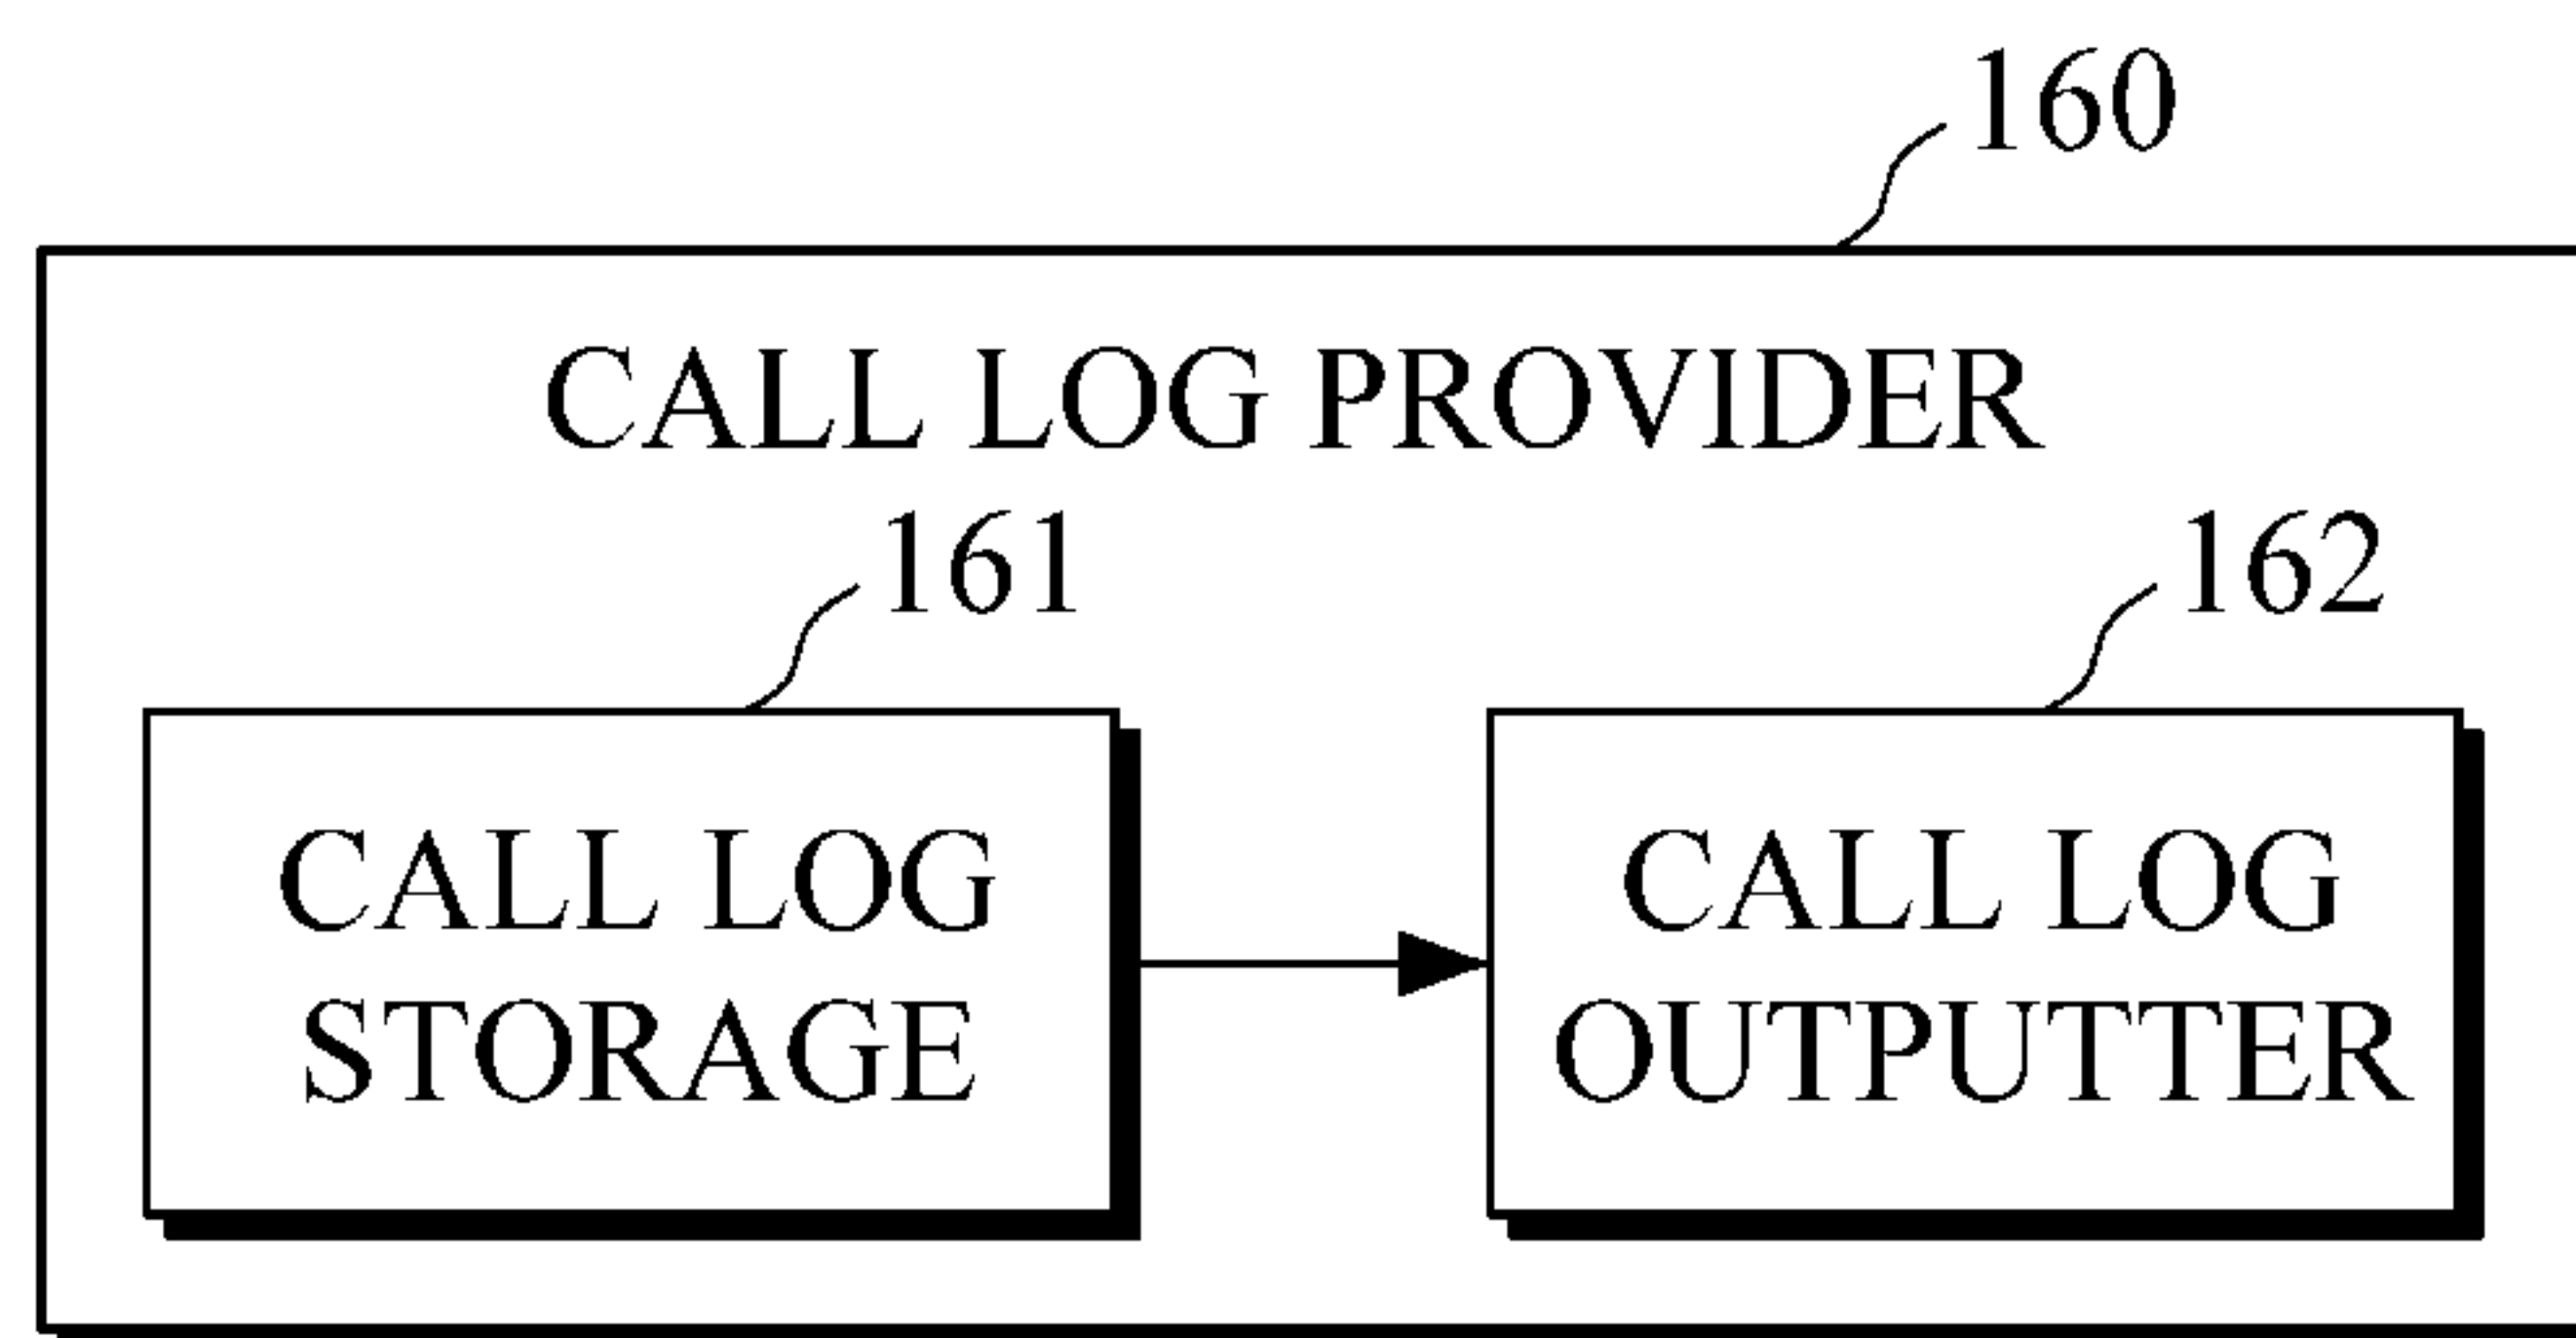 160
CALL LOG PROVIDER
161
162
CALL LOG
STORAGE
CALL LOG
OUTPUTTER